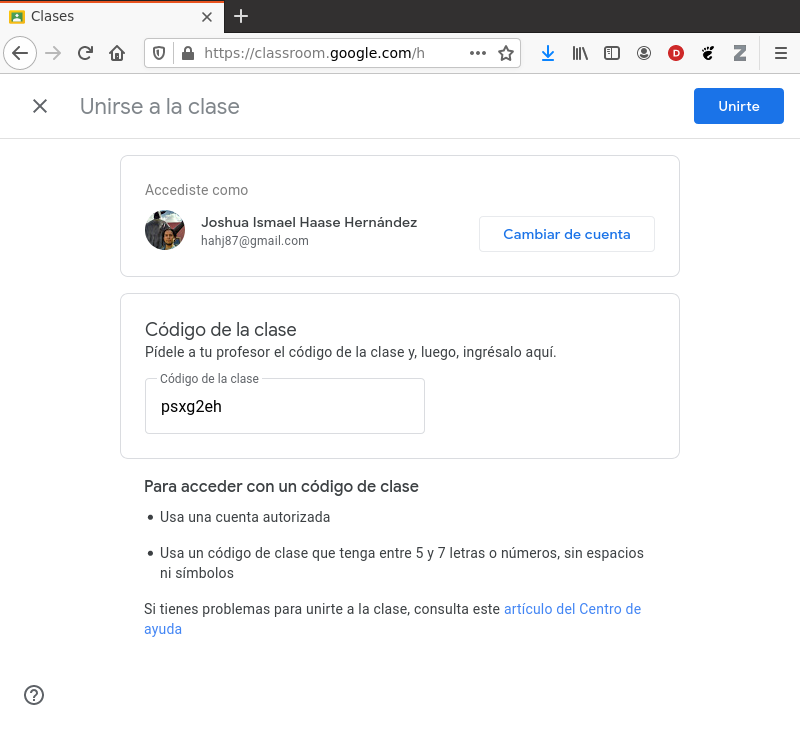 Clases
https://classroom.google.com/h
D
Unirse a la clase
Unirte
Accediste como
Joshua Ismael Haase Hernández
hahj87@gmail.com
Cambiar de cuenta
Código de la clase
Pídele a tu profesor el código de la clase y, luego, ingrésalo aquí.
Código de la clase
psxg2eh
Para acceder con un código de clase
• Usa una cuenta autorizada
• Usa un código de clase que tenga entre 5 y 7 letras o números, sin espacios
ni símbolos
Si tienes problemas para unirte a la clase, consulta este artículo del Centro de
ayuda